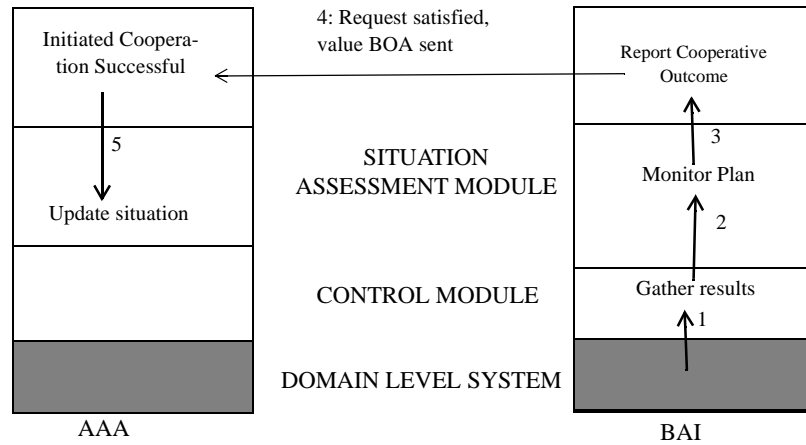 4: Request satisfied,
value BOA sent
Initiated Coopera-
tion Successful
Report Cooperative
Outcome
5
3
SITUATION
ASSESSMENT MODULE
Monitor Plan
Update situation
2
CONTROL MODULE
Gather results
1
DOMAIN LEVEL SYSTEM
AAA
BAI